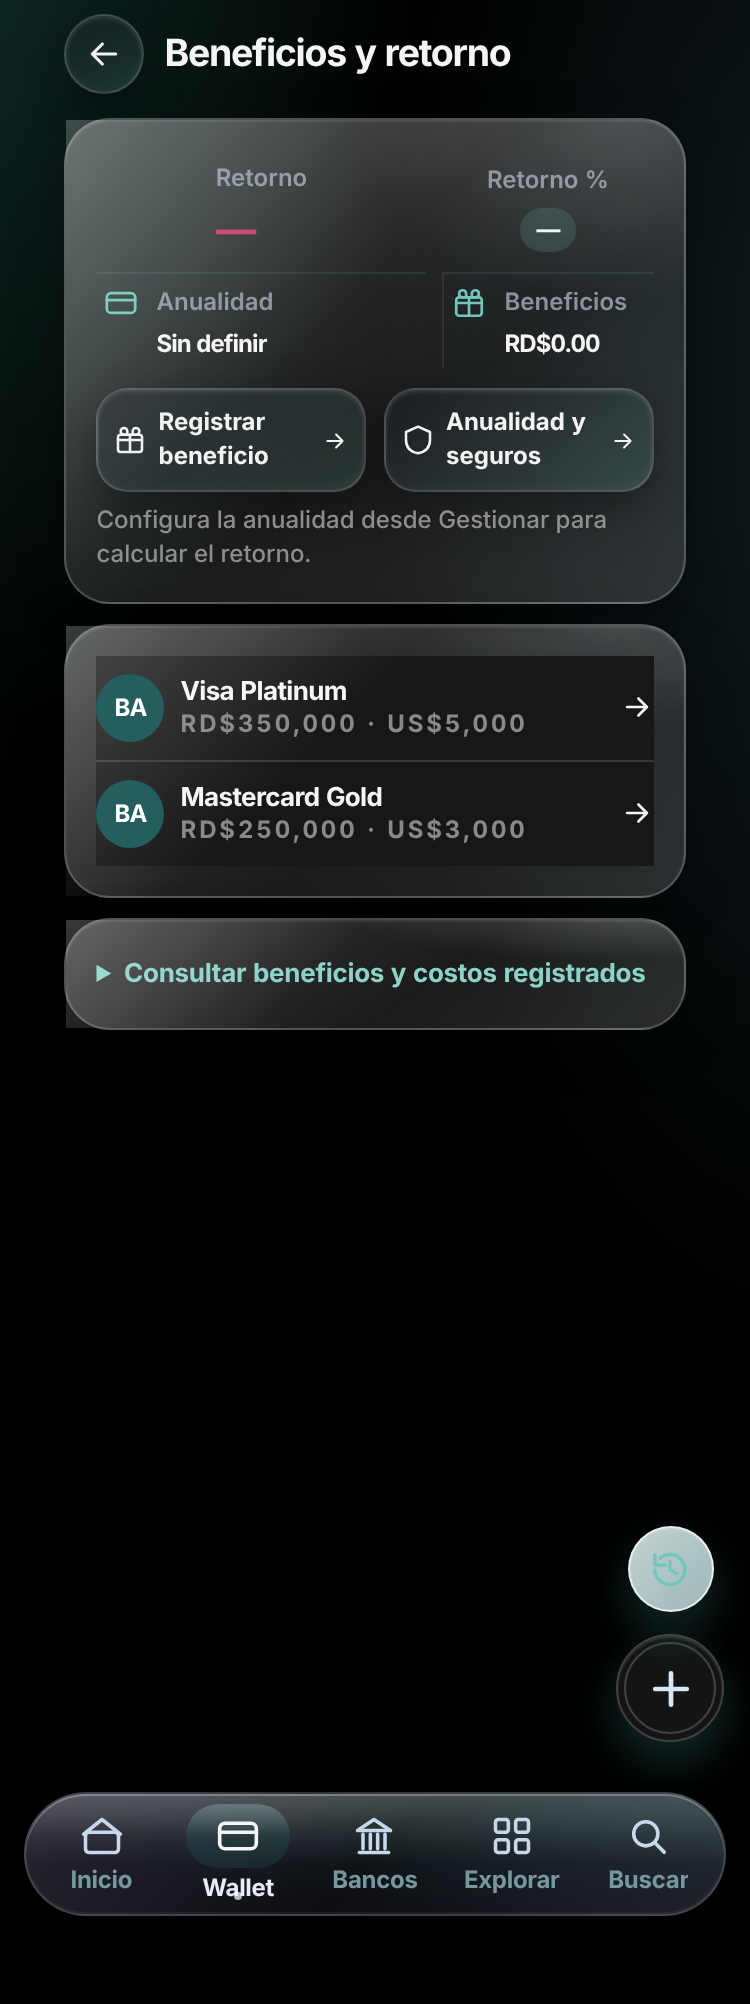 Beneficios y retorno
Retorno
Retorno %
—
—
Anualidad
Sin definir
Beneficios
RD$0.00
Registrar
beneficio
Anualidad y
seguros
Configura la anualidad desde Gestionar para
calcular el retorno.
BA
Visa Platinum
RD$350,000 · US$5,000
BA
Mastercard Gold
RD$250,000 · US$3,000
Consultar beneficios y costos registrados
Inicio
Wallet
Bancos
Explorar
Buscar